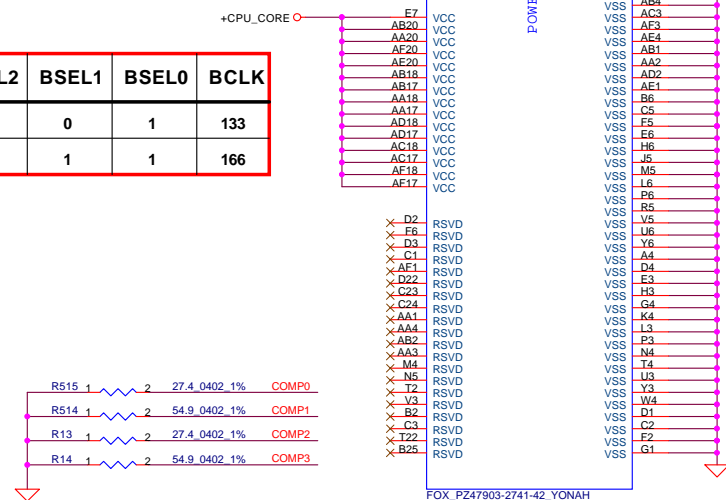 +CPU_CORE
E7 VCC
AB20 VCC
AA20 VCC
AF20 VCC
AE20 VCC
AB18 VCC
AB17 VCC
AA18 VCC
AA17 VCC
AD18 VCC
AD17 VCC
AC18 VCC
AC17 VCC
AF18 VCC
AF17 VCC
L2 BSEL1 BSEL0 BCLK
0 1 133
1 1 166
D2 RSVD
F6 RSVD
D3 RSVD
C1 RSVD
AF1 RSVD
D22 RSVD
C23 RSVD
C24 RSVD
AA1 RSVD
AA4 RSVD
AB2 RSVD
AA3 RSVD
M4 RSVD
N5 RSVD
T2 RSVD
V3 RSVD
B2 RSVD
C3 RSVD
T22 RSVD
B25 RSVD
VSS AB4
VSS AC3
VSS AF3
VSS AE4
VSS AB1
VSS AA2
VSS AD2
VSS AE1
VSS B6
VSS C5
VSS F5
VSS E6
VSS H6
VSS J5
VSS M5
VSS L6
VSS P6
VSS R5
VSS V5
VSS U6
VSS Y6
VSS A4
VSS D4
VSS E3
VSS H3
VSS G4
VSS K4
VSS L3
VSS P3
VSS N4
VSS T4
VSS U3
VSS Y3
VSS W4
VSS D1
VSS C2
VSS F2
VSS G1
R515 1 2 27.4_0402_1% COMP0
R514 1 2 54.9_0402_1% COMP1
R13 1 2 27.4_0402_1% COMP2
R14 1 2 54.9_0402_1% COMP3
FOX_PZ47903-2741-42_YONAH